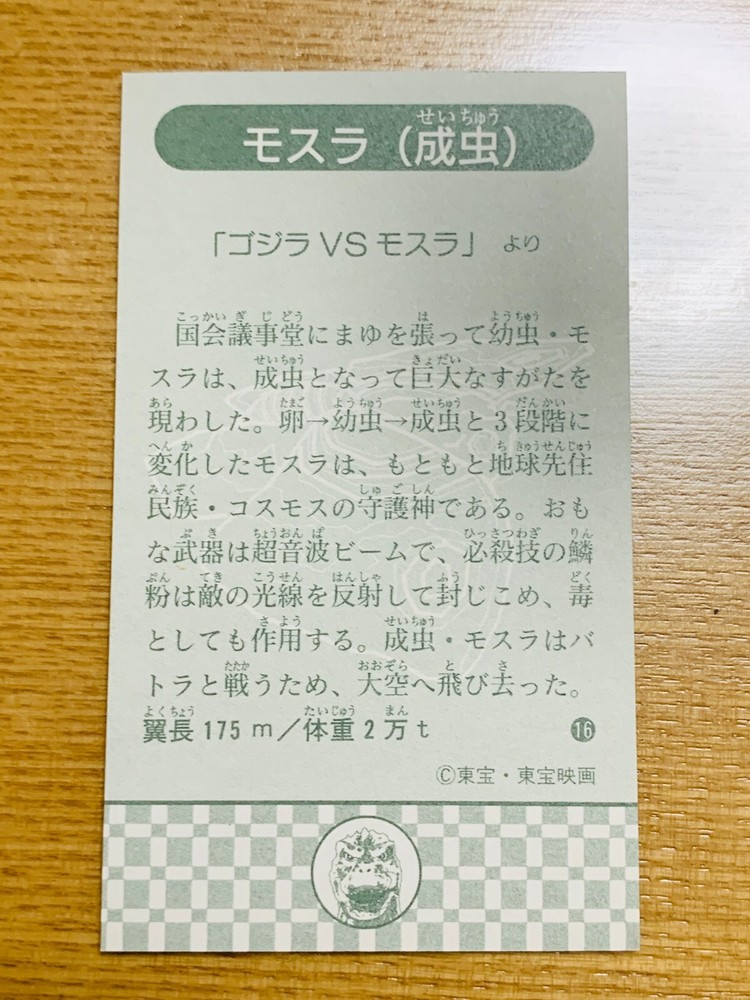 モスラ（成虫）
「ゴジラVSモスラ」 より
国会議事堂にまゆを張って幼虫・モ
スラは、成虫となって巨大なすがたを
現わした。卵→幼虫→成虫と3段階に
変化したモスラは、もともと地球先住
民族・コスモスの守護神である。おも
な武器は超音波ビームで、必殺技の鱗
粉は敵の光線を反射して封じこめ、毒
としても作用する。成虫・モスラはバ
トラと戦うため、大空へ飛び去った。
翼長175m／体重2万t
16
©東宝・東宝映画